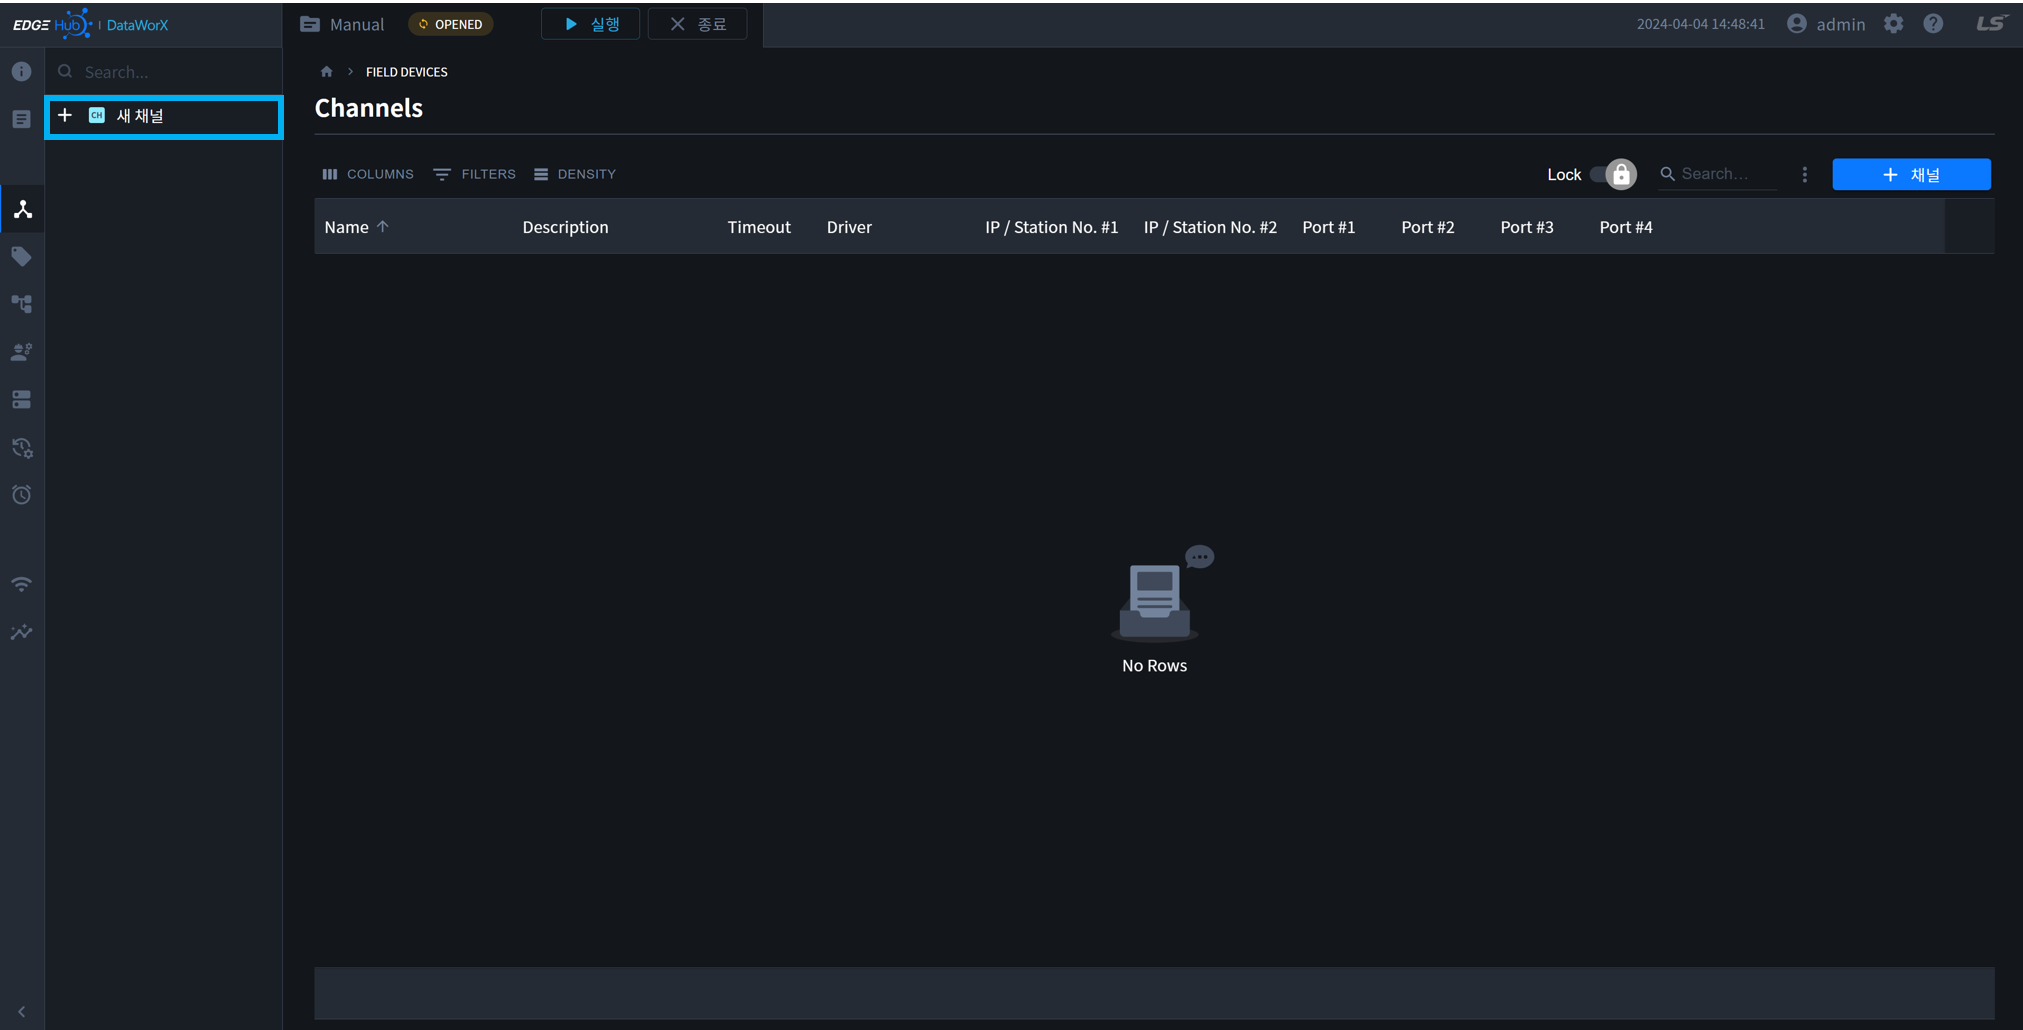 EDGE Hub | DataWorX
Manual
OPENED
실행
종료
2024-04-04 14:48:41
admin
LS
Search...
CH 새 채널
FIELD DEVICES
Channels
COLUMNS
FILTERS
DENSITY
Lock
Search...
채널
Name
Description
Timeout
Driver
IP / Station No. #1
IP / Station No. #2
Port #1
Port #2
Port #3
Port #4
No Rows